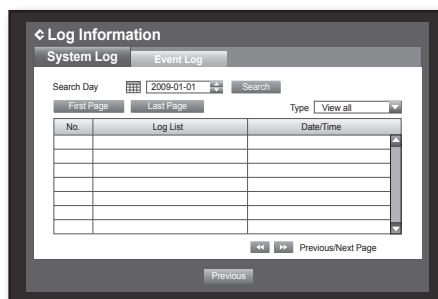 Log Information
System Log Event Log
Search Day 2009-01-01 Search
First Page Last Page Type View all
No. Log List Date/Time
Previous/Next Page
Previous